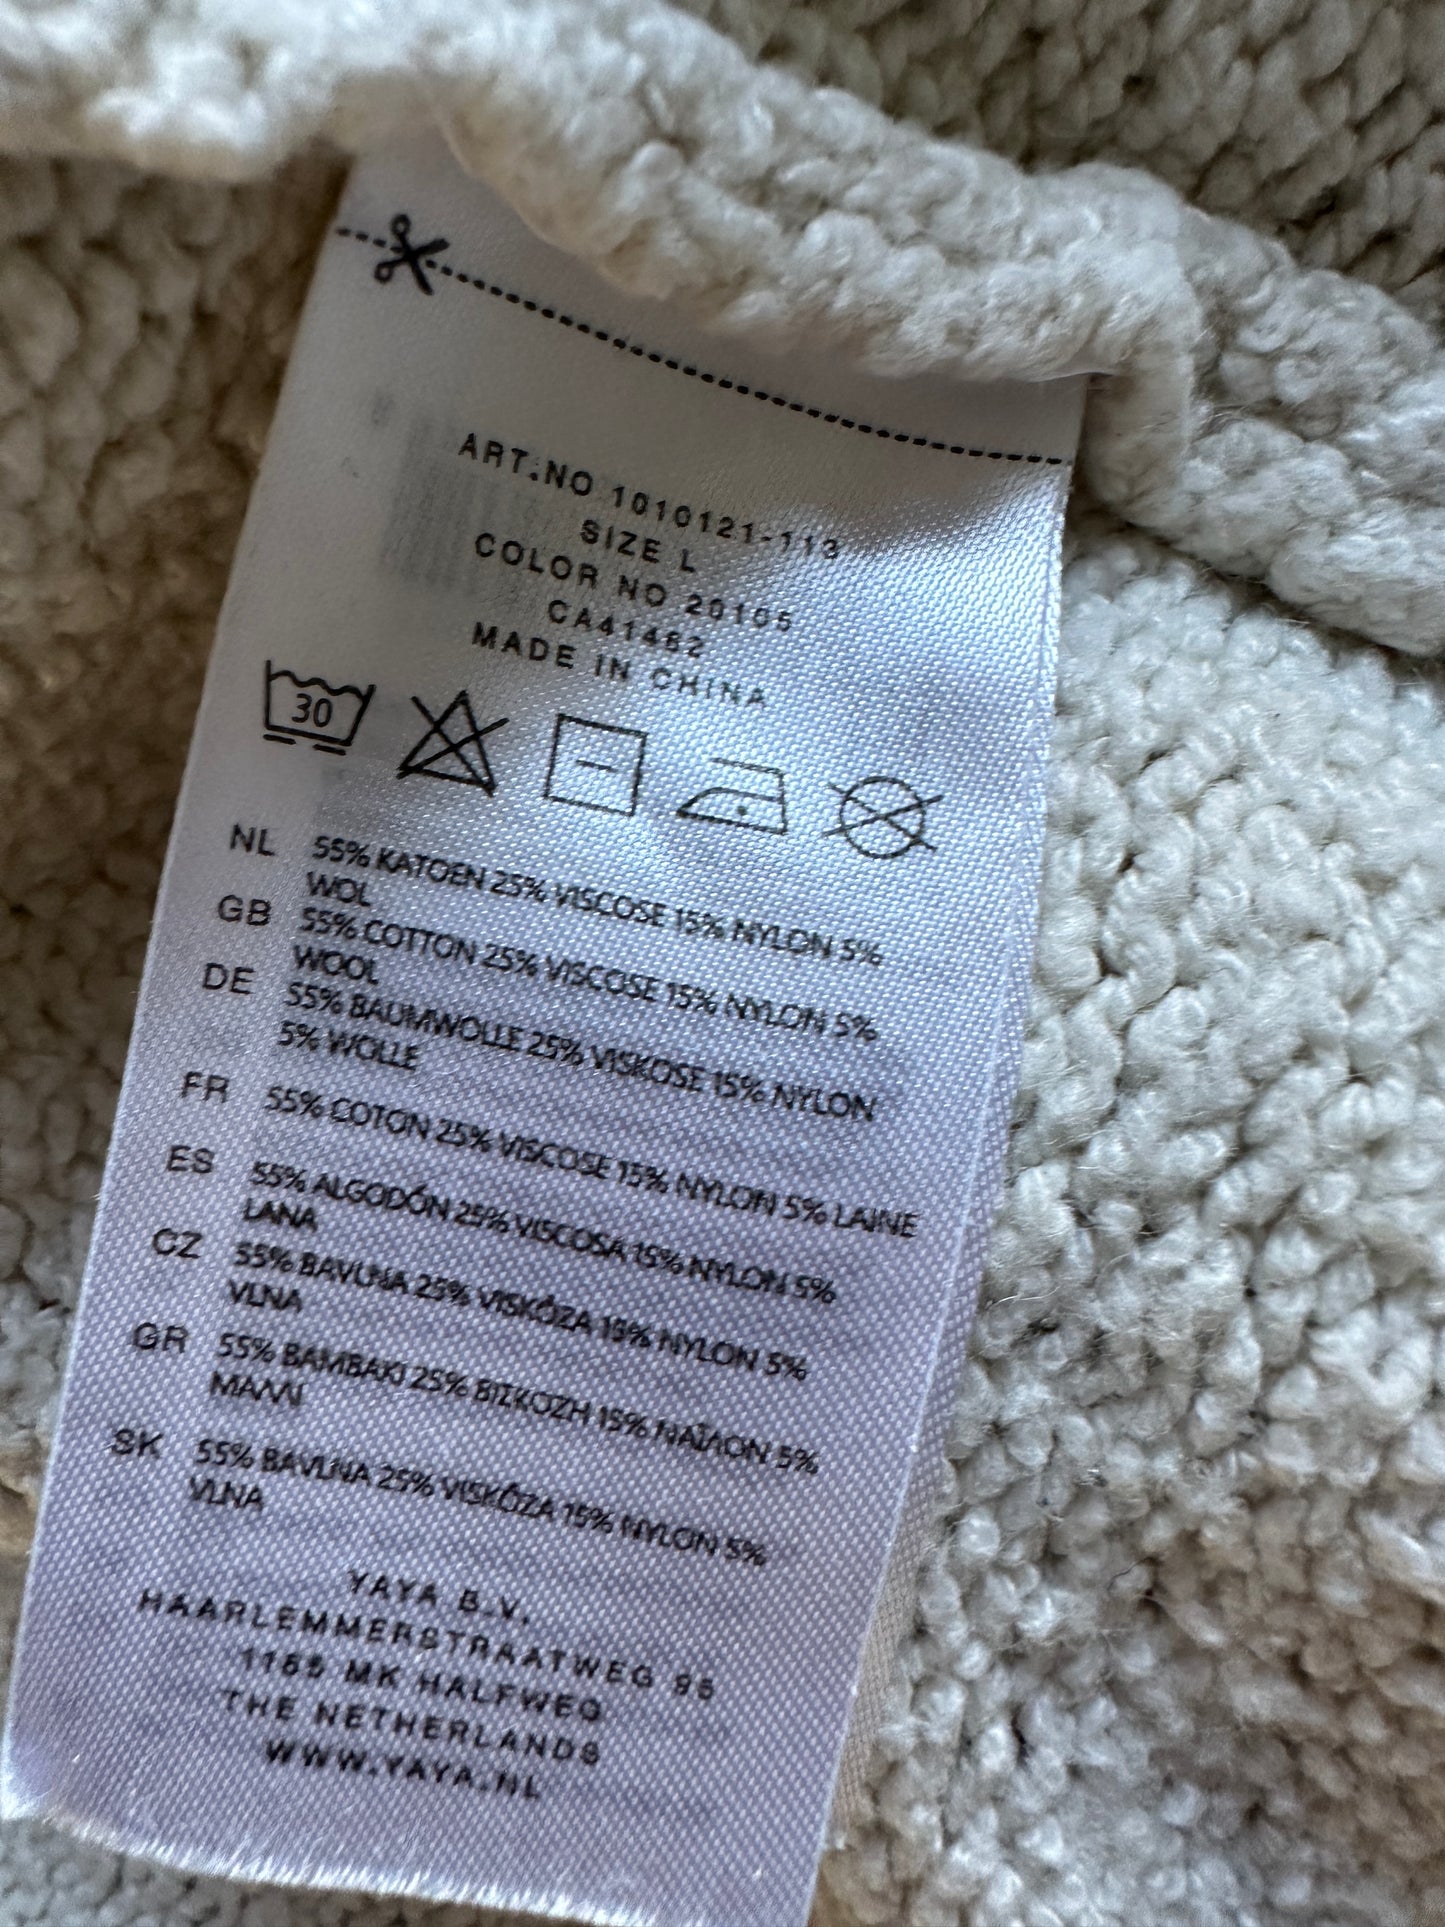 ART.NO 1010121-113
SIZE L
COLOR NO 20105
CA41462
MADE IN CHINA
30
NL 55% KATOEN 25% VISCOSE 15% NYLON 5%
WOL
GB 55% COTTON 25% VISCOSE 15% NYLON 5%
WOOL
DE 55% BAUMWOLLE 25% VISKOSE 15% NYLON
5% WOLLE
FR 55% COTON 25% VISCOSE 15% NYLON 5% LAINE
ES 55% ALGODÓN 25% VISCOSA 15% NYLON 5%
LANA
CZ 55% BAVLNA 25% VISKÓZA 15% NYLON 5%
VLNA
GR 55% ΒΑΜΒΑΚΙ 25% ΒΙΣΚΟΖΗ 15% ΝΑΪΛΟΝ 5%
ΜΑΛΛΙ
SK 55% BAVLNA 25% VISKÓZA 15% NYLON 5%
VLNA
YAYA B.V.
HAARLEMMERSTRAATWEG 95
1165 MK HALFWEG
THE NETHERLANDS
WWW.YAYA.NL